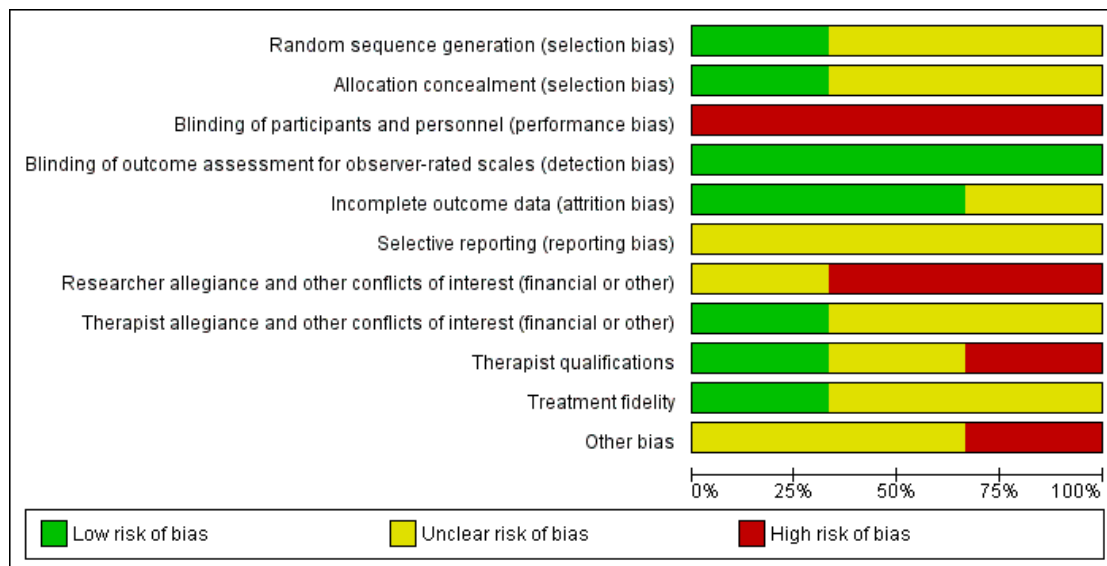 Random sequence generation (selection bias)
Allocation concealment (selection bias)
Blinding of participants and personnel (performance bias)
Blinding of outcome assessment for observer-rated scales (detection bias)
Incomplete outcome data (attrition bias)
Selective reporting (reporting bias)
Researcher allegiance and other conflicts of interest (financial or other)
Therapist allegiance and other conflicts of interest (financial or other)
Therapist qualifications
Treatment fidelity
Other bias
0% 25% 50% 75% 100%
Low risk of bias Unclear risk of bias High risk of bias